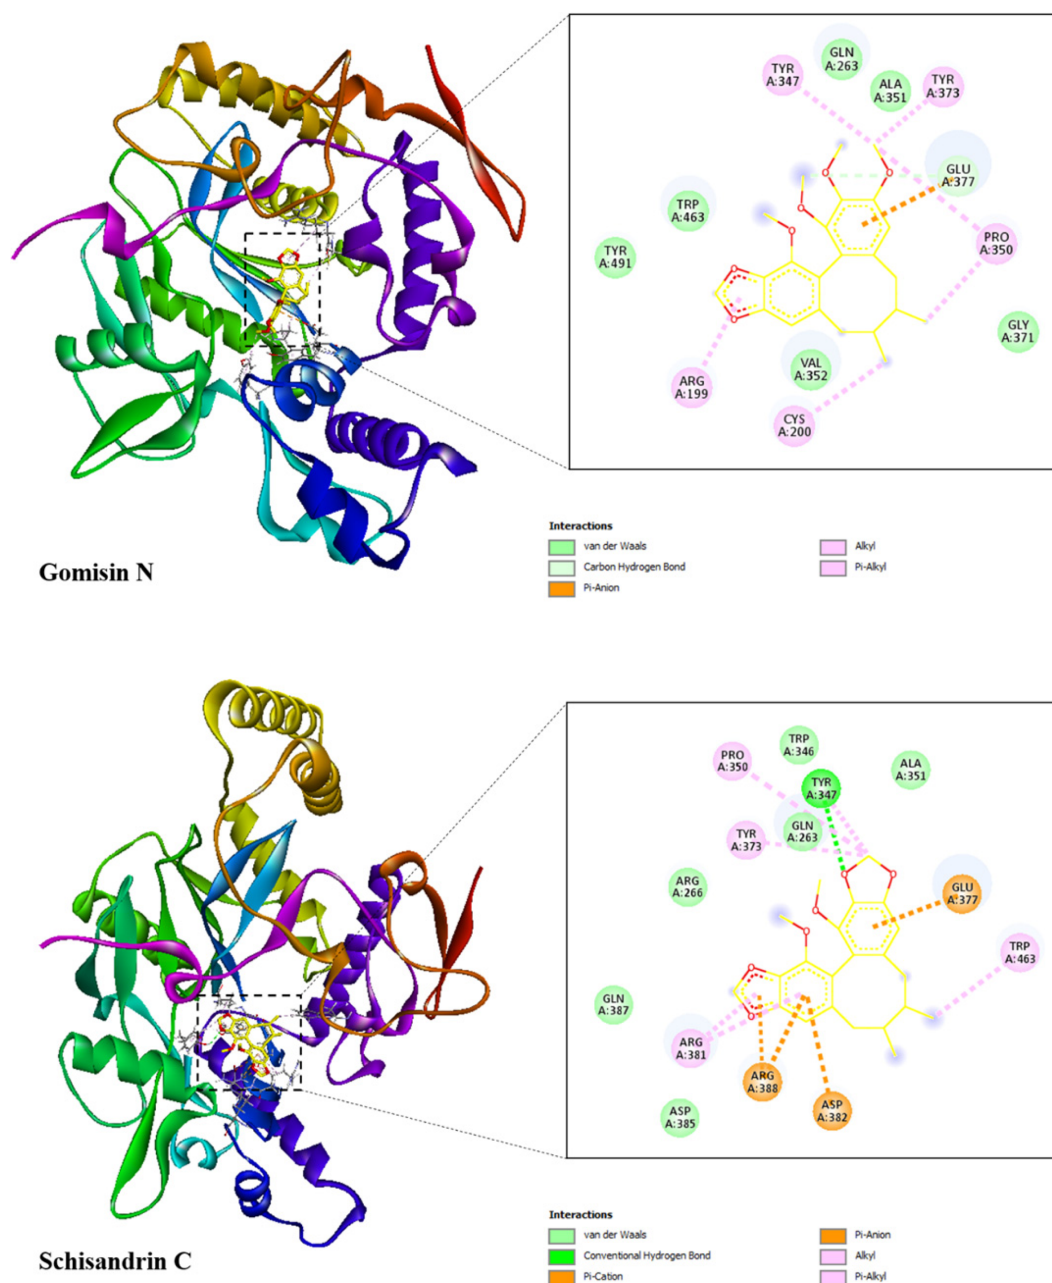 GLN
A:263
TYR
A:347
ALA
A:351
TYR
A:373
GLU
A:377
TRP
A:463
TYR
A:491
PRO
A:350
GLY
A:371
VAL
A:352
ARG
A:199
CYS
A:200
Interactions
van der Waals
Carbon Hydrogen Bond
Pi-Anion
Alkyl
Pi-Alkyl
Gomisin N
TRP
A:346
PRO
A:350
ALA
A:351
TYR
A:347
GLN
A:263
TYR
A:373
ARG
A:266
GLU
A:377
TRP
A:463
GLN
A:387
ARG
A:381
ARG
A:388
ASP
A:382
ASP
A:385
Interactions
van der Waals
Conventional Hydrogen Bond
Pi-Cation
Pi-Anion
Alkyl
Pi-Alkyl
Schisandrin C